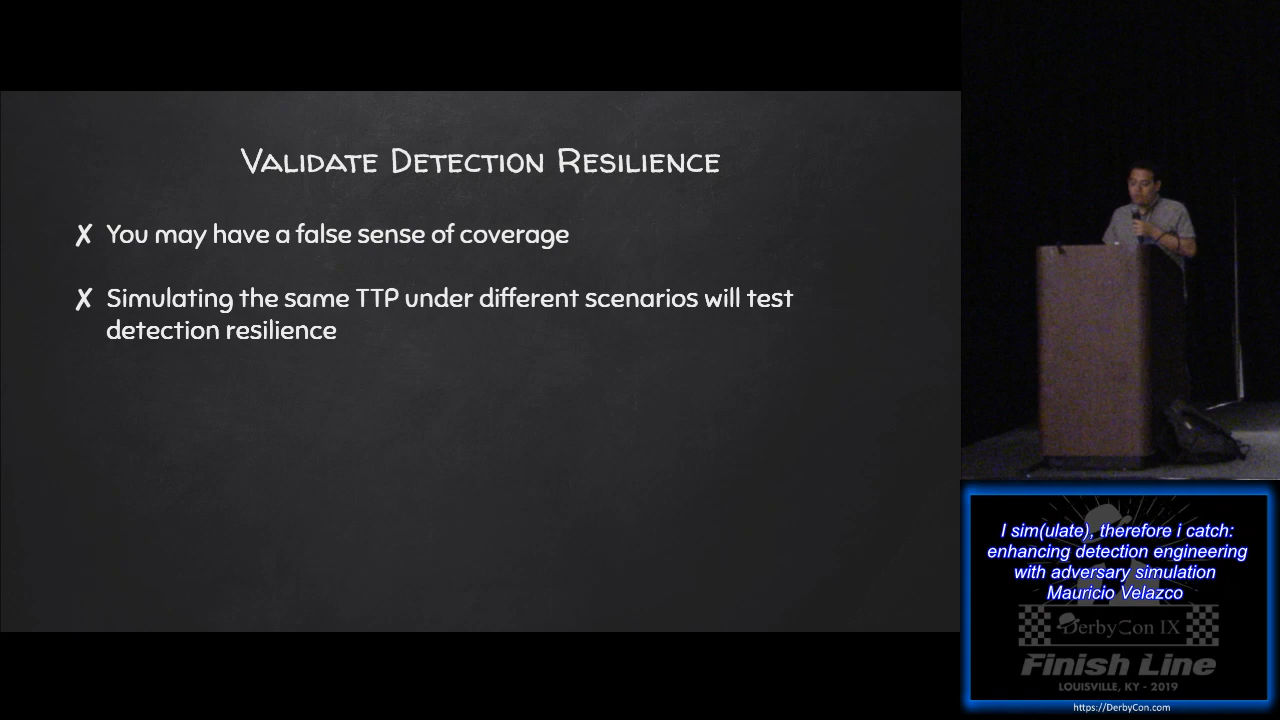 Validate Detection Resilience
✗ You may have a false sense of coverage
✗ Simulating the same TTP under different scenarios will test
detection resilience
I sim(ulate), therefore i catch:
enhancing detection engineering
with adversary simulation
Mauricio Velazco
DerbyCon IX
Finish Line
LOUISVILLE, KY - 2019
https://DerbyCon.com